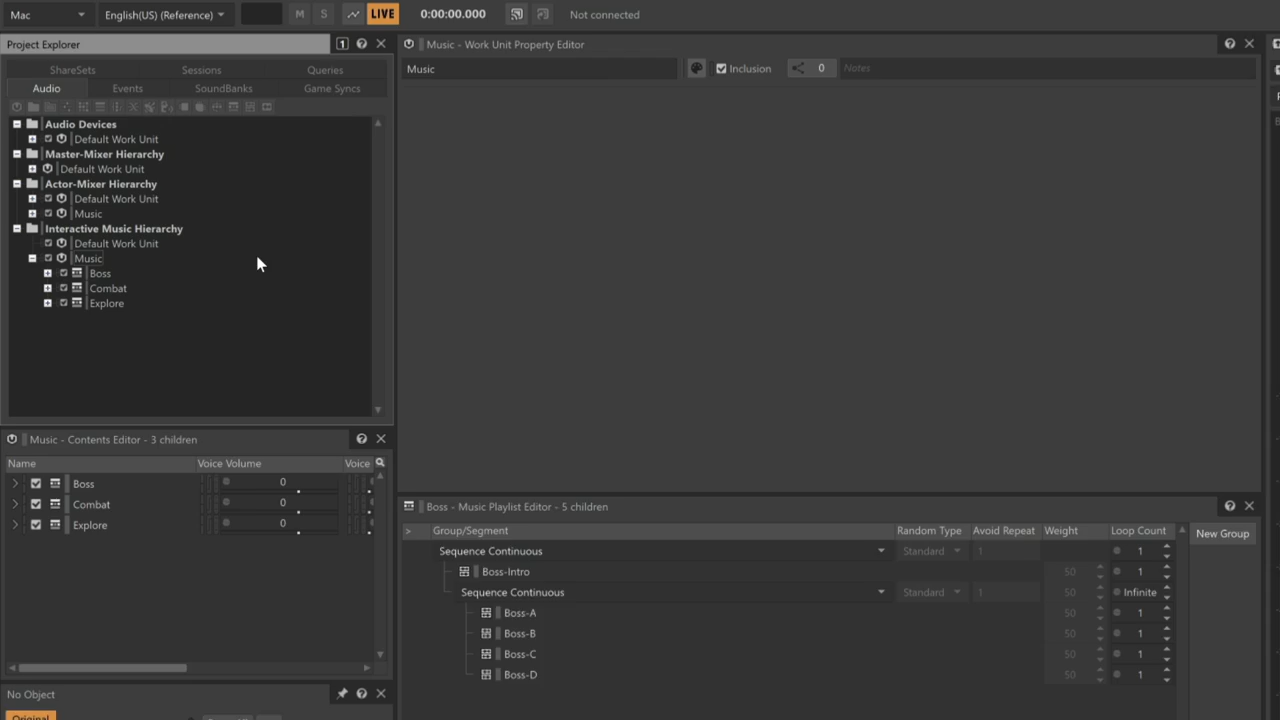 Mac English(US) (Reference) M S LIVE 0:00:00.000 Not connected
Project Explorer 1
ShareSets Sessions Queries
Audio Events SoundBanks Game Syncs
Audio Devices
Default Work Unit
Master-Mixer Hierarchy
Default Work Unit
Actor-Mixer Hierarchy
Default Work Unit
Music
Interactive Music Hierarchy
Default Work Unit
Music
Boss
Combat
Explore
Music - Work Unit Property Editor
Music Inclusion 0 Notes
Music - Contents Editor - 3 children
Name Voice Volume Voice
Boss 0
Combat 0
Explore 0
No Object
Original
Boss - Music Playlist Editor - 5 children
> Group/Segment Random Type Avoid Repeat Weight Loop Count New Group
Sequence Continuous Standard 1 1
Boss-Intro 50 1
Sequence Continuous Standard 1 50 Infinite
Boss-A 50 1
Boss-B 50 1
Boss-C 50 1
Boss-D 50 1